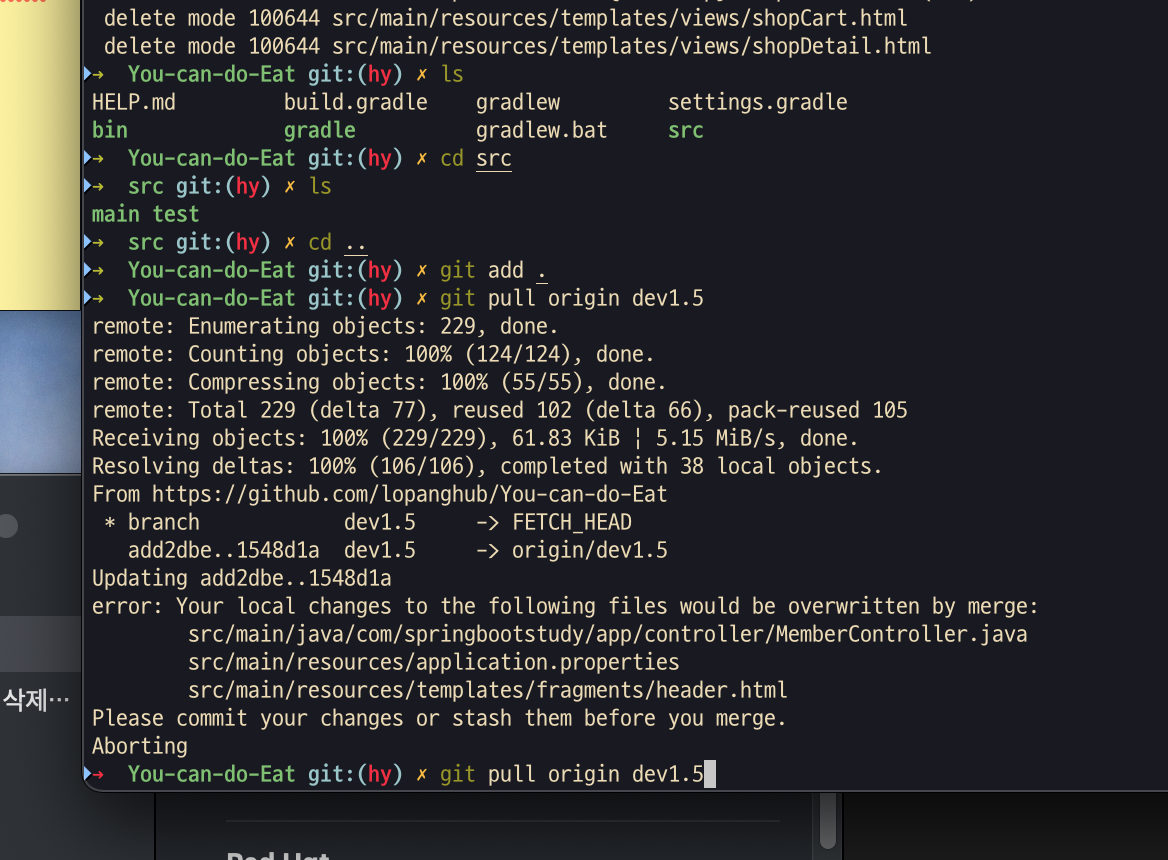 delete mode 100644 src/main/resources/templates/views/shopCart.html
delete mode 100644 src/main/resources/templates/views/shopDetail.html
→ You-can-do-Eat git:(hy) ✗ ls
HELP.md build.gradle gradlew settings.gradle
bin gradle gradlew.bat src
→ You-can-do-Eat git:(hy) ✗ cd src
→ src git:(hy) ✗ ls
main test
→ src git:(hy) ✗ cd ..
→ You-can-do-Eat git:(hy) ✗ git add .
→ You-can-do-Eat git:(hy) ✗ git pull origin dev1.5
remote: Enumerating objects: 229, done.
remote: Counting objects: 100% (124/124), done.
remote: Compressing objects: 100% (55/55), done.
remote: Total 229 (delta 77), reused 102 (delta 66), pack-reused 105
Receiving objects: 100% (229/229), 61.83 KiB ¦ 5.15 MiB/s, done.
Resolving deltas: 100% (106/106), completed with 38 local objects.
From https://github.com/lopanghub/You-can-do-Eat
* branch dev1.5 -> FETCH_HEAD
add2dbe..1548d1a dev1.5 -> origin/dev1.5
Updating add2dbe..1548d1a
error: Your local changes to the following files would be overwritten by merge:
src/main/java/com/springbootstudy/app/controller/MemberController.java
src/main/resources/application.properties
src/main/resources/templates/fragments/header.html
삭제…
Please commit your changes or stash them before you merge.
Aborting
→ You-can-do-Eat git:(hy) ✗ git pull origin dev1.5
Red Hat